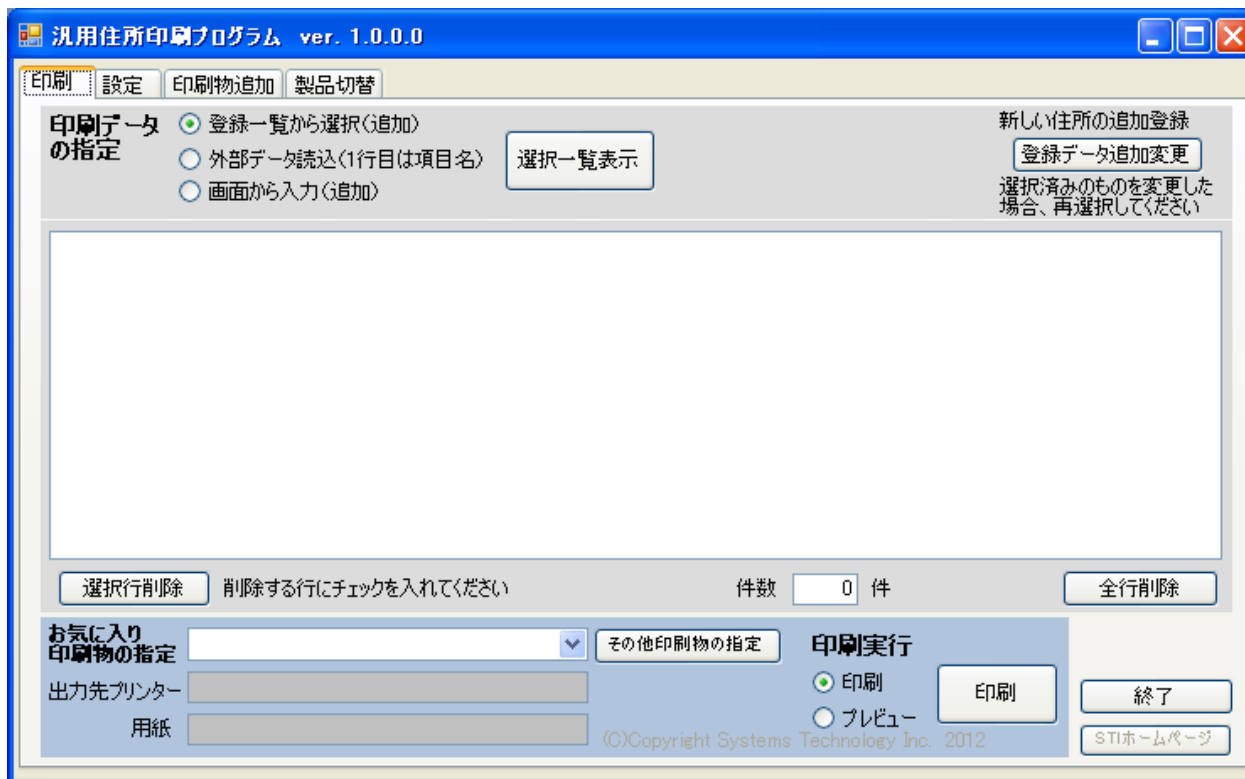 汎用住所印刷プログラム ver. 1.0.0.0
印刷 設定 印刷物追加 製品切替
印刷データ
の指定
登録一覧から選択(追加)
外部データ読込(1行目は項目名)
画面から入力(追加)
選択一覧表示
新しい住所の追加登録
登録データ追加変更
選択済みのものを変更した
場合、再選択してください
選択行削除 削除する行にチェックを入れてください 件数 0 件 全行削除
お気に入り
印刷物の指定
その他印刷物の指定
出力先プリンター
用紙
印刷実行
印刷
プレビュー
印刷
(C)Copyright Systems Technology Inc. 2012
終了
STIホームページ